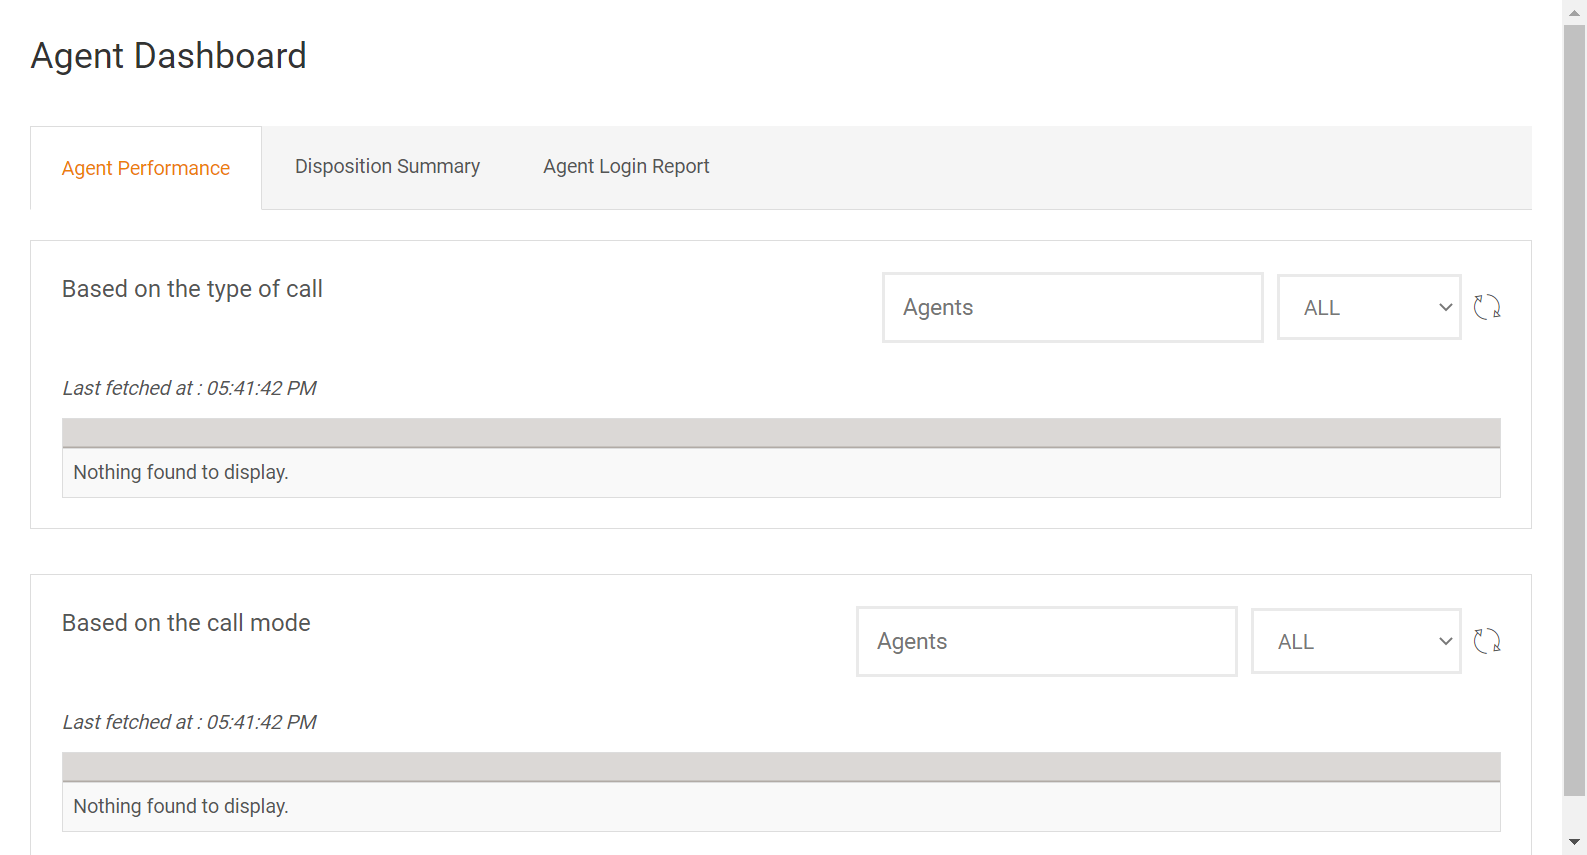 Agent Dashboard
Agent Performance Disposition Summary Agent Login Report
Based on the type of call
Agents ALL
Last fetched at : 05:41:42 PM
Nothing found to display.
Based on the call mode
Agents ALL
Last fetched at : 05:41:42 PM
Nothing found to display.